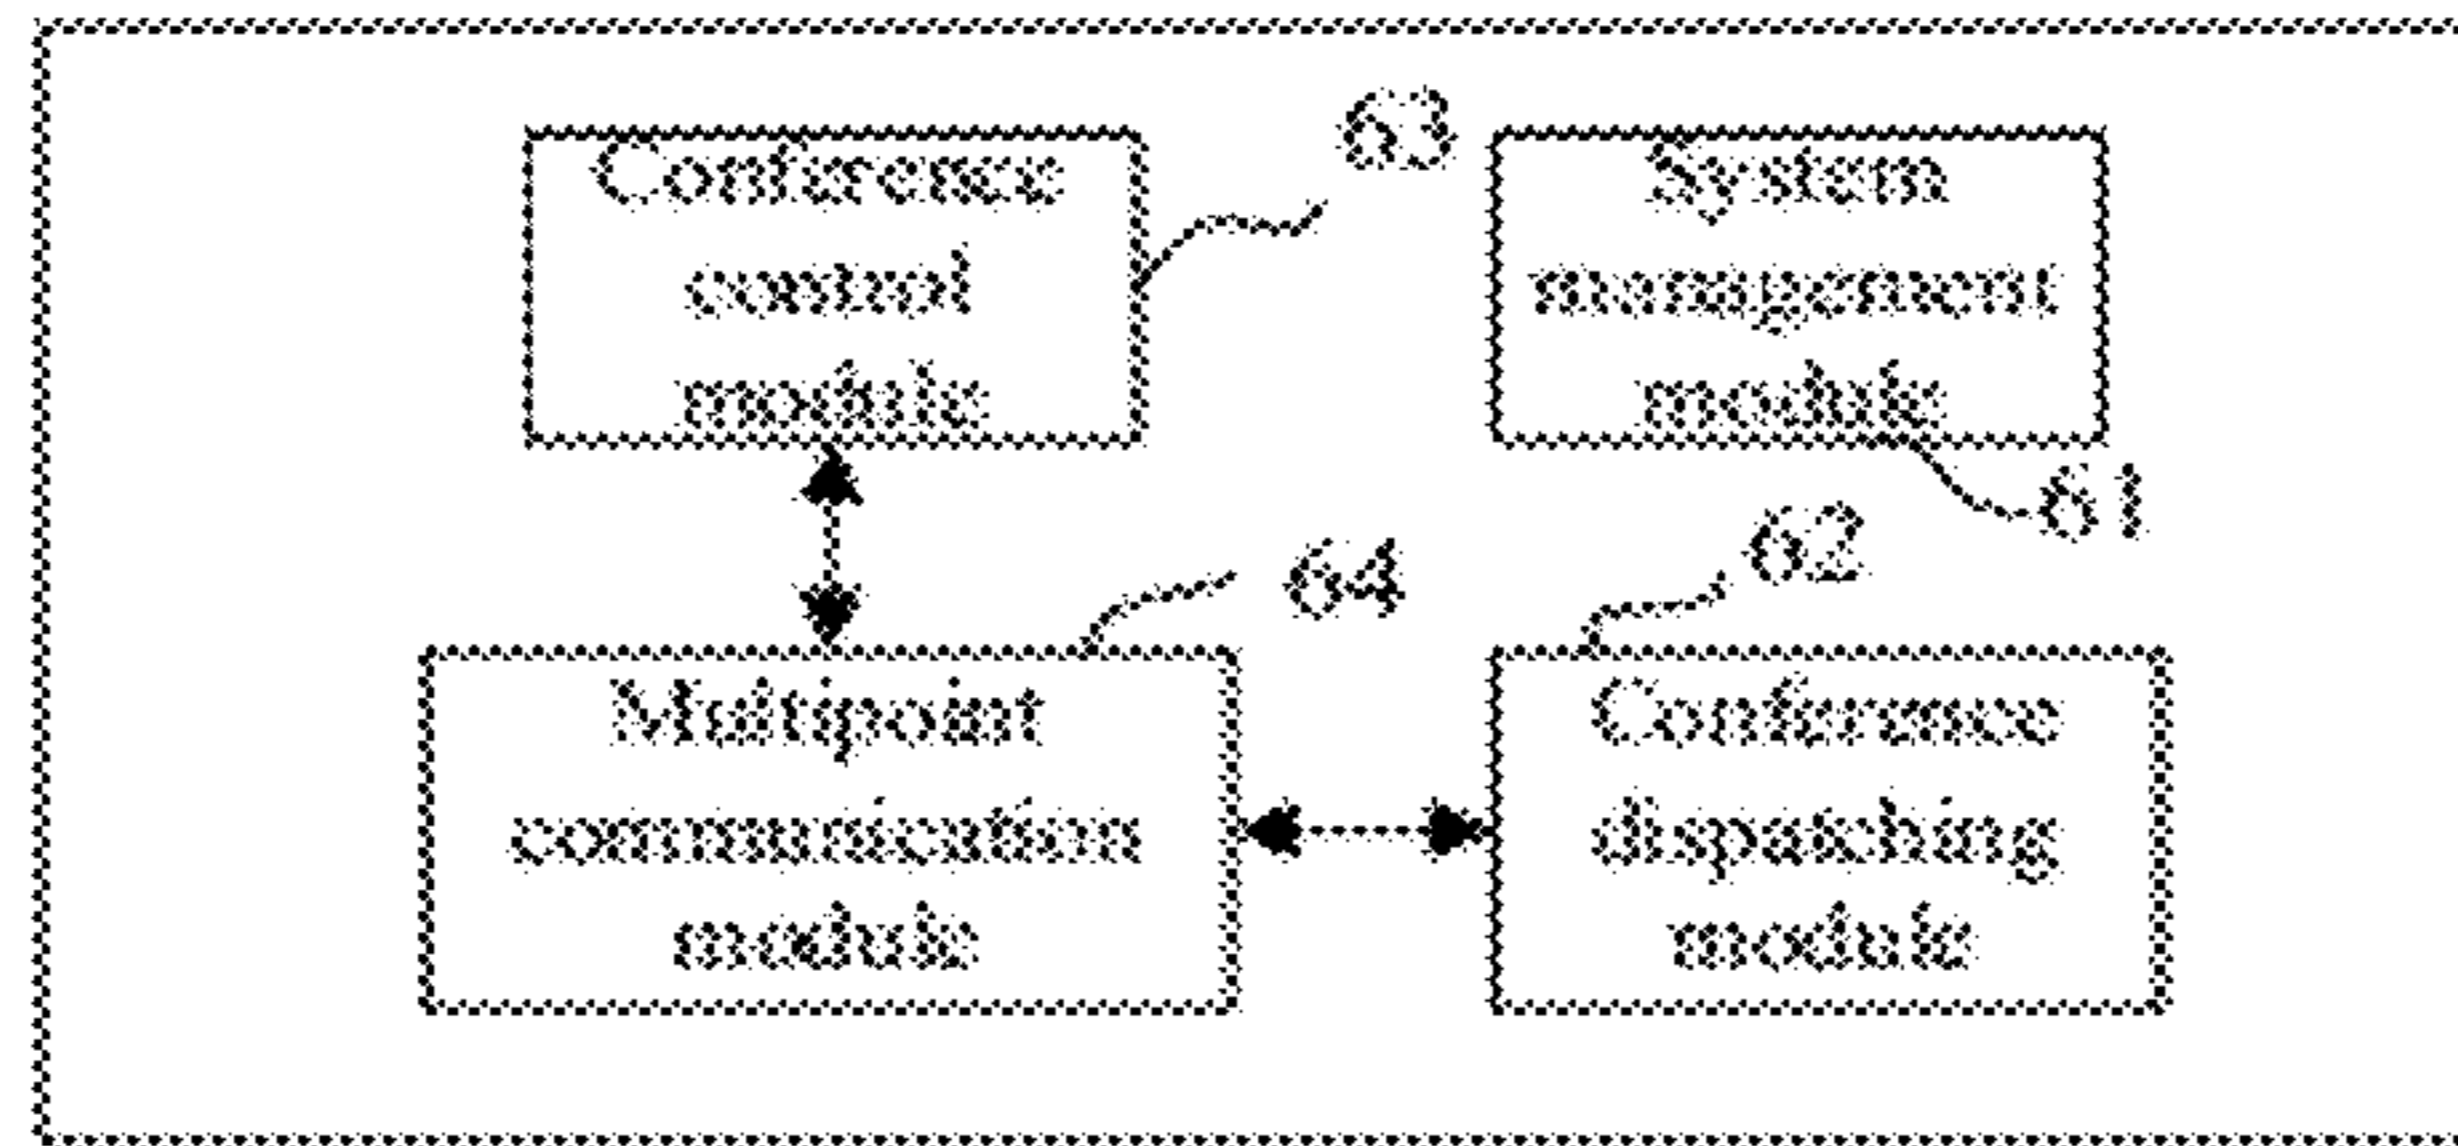 Conference
control
module
63
System
management
module
61
Multipoint
communication
module
64
Conference
dispatching
module
62